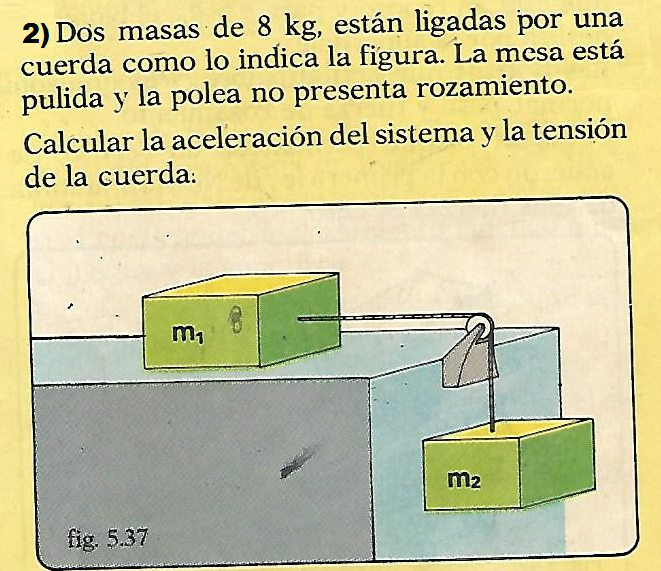 2) Dos masas de 8 kg, están ligadas por una
cuerda como lo indica la figura. La mesa está
pulida y la polea no presenta rozamiento.
Calcular la aceleración del sistema y la tensión
de la cuerda:
m₁ 8
m₂
fig. 5.37